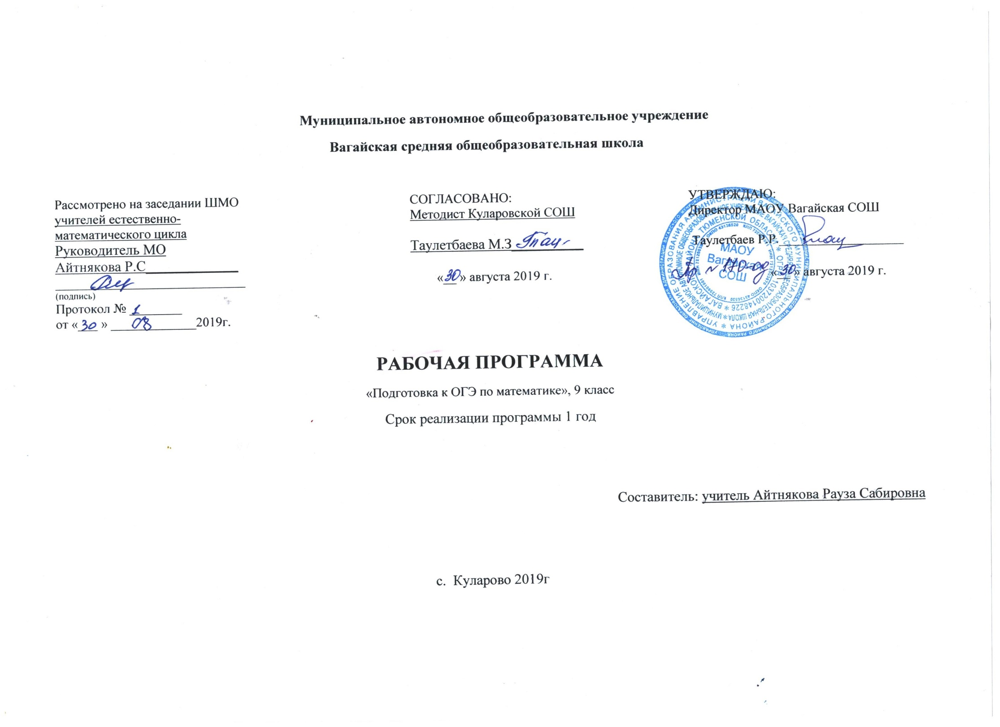 Муниципальное автономное общеобразовательное учреждение
Вагайская средняя общеобразовательная школа
Рассмотрено на заседании ШМО
учителей естественно-
математического цикла
Руководитель МО
Айтнякова Р.С
(подпись)
Протокол № 1
от «30 » 08 2019г.
СОГЛАСОВАНО:
Методист Куларовской СОШ
Таулетбаева М.З
«30» августа 2019 г.
УТВЕРЖДАЮ:
Директор МАОУ Вагайская СОШ
Таулетбаев Р.Р.
Пр № 170-од «30» августа 2019 г.
МАОУ
Вагайская
СОШ
РАБОЧАЯ ПРОГРАММА
«Подготовка к ОГЭ по математике», 9 класс
Срок реализации программы 1 год
Составитель: учитель Айтнякова Рауза Сабировна
с. Куларово 2019г